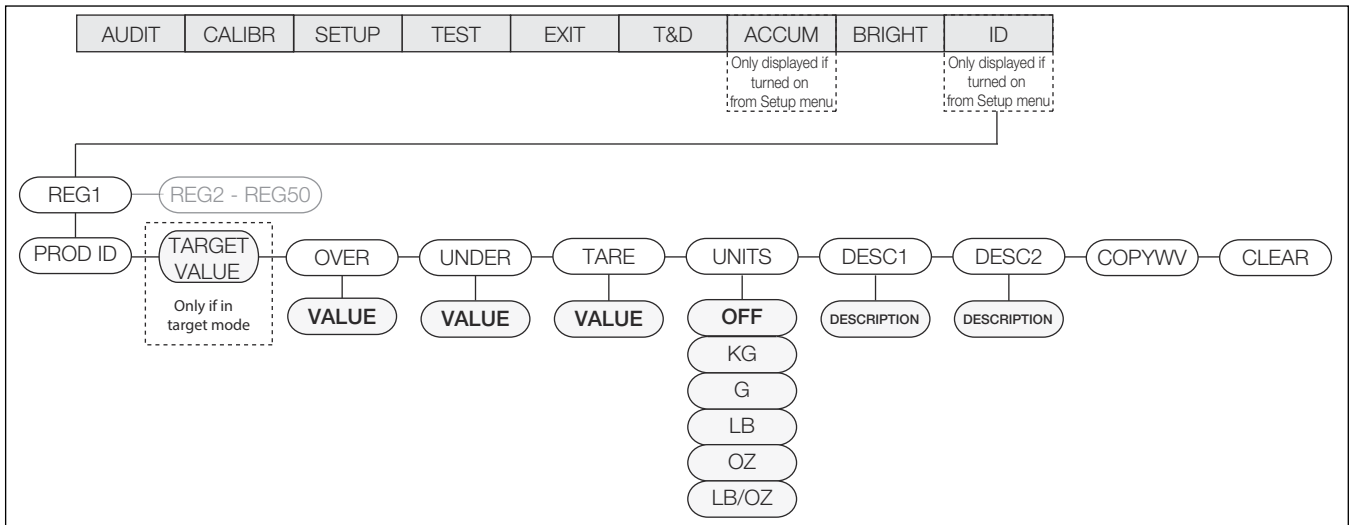 AUDIT CALIBR SETUP TEST EXIT T&D ACCUM BRIGHT ID
Only displayed if
turned on
from Setup menu
Only displayed if
turned on
from Setup menu
REG1 REG2 - REG50
PROD ID TARGET
VALUE OVER UNDER TARE UNITS DESC1 DESC2 COPYWV CLEAR
Only if in
target mode
VALUE VALUE VALUE OFF DESCRIPTION DESCRIPTION
KG
G
LB
OZ
LB/OZ